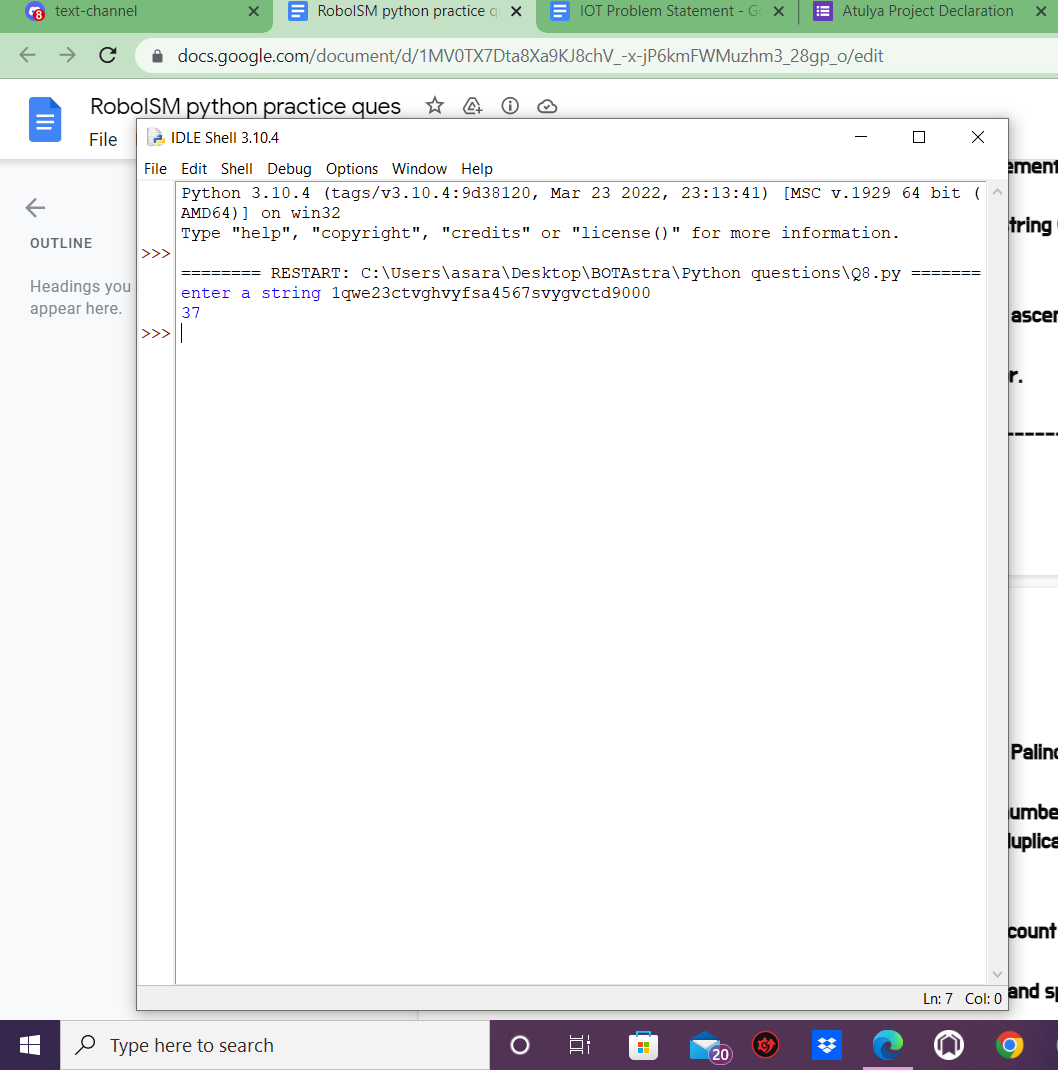 text-channel
RoboISM python practice q
IOT Problem Statement - Go
Atulya Project Declaration
docs.google.com/document/d/1MV0TX7Dta8Xa9KJ8chV_-x-jP6kmFWMuzhm3_28gp_o/edit
RoboISM python practice ques
File
IDLE Shell 3.10.4
File Edit Shell Debug Options Window Help
Python 3.10.4 (tags/v3.10.4:9d38120, Mar 23 2022, 23:13:41) [MSC v.1929 64 bit (
AMD64)] on win32
Type "help", "copyright", "credits" or "license()" for more information.
>>>
======== RESTART: C:\Users\asara\Desktop\BOTAstra\Python questions\Q8.py =======
enter a string 1qwe23ctvghvyfsa4567svygvctd9000
37
>>>
Ln: 7 Col: 0
OUTLINE
Headings you
appear here.
ement
tring
ascer
r.
------
Palin
umbe
uplica
count
and sp
8
Type here to search
20